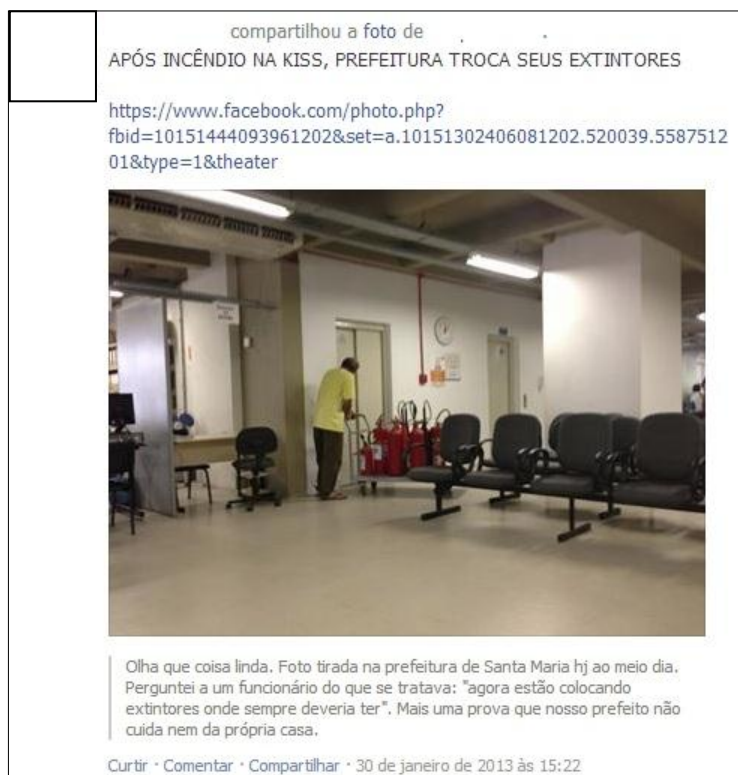 compartilhou a foto de
APÓS INCÊNDIO NA KISS, PREFEITURA TROCA SEUS EXTINTORES
https://www.facebook.com/photo.php?
fbid=10151444093961202&set=a.10151302406081202.520039.5587512
01&type=1&theater
Olha que coisa linda. Foto tirada na prefeitura de Santa Maria hj ao meio dia.
Perguntei a um funcionário do que se tratava: "agora estão colocando
extintores onde sempre deveria ter". Mais uma prova que nosso prefeito não
cuida nem da própria casa.
Curtir · Comentar · Compartilhar · 30 de janeiro de 2013 às 15:22